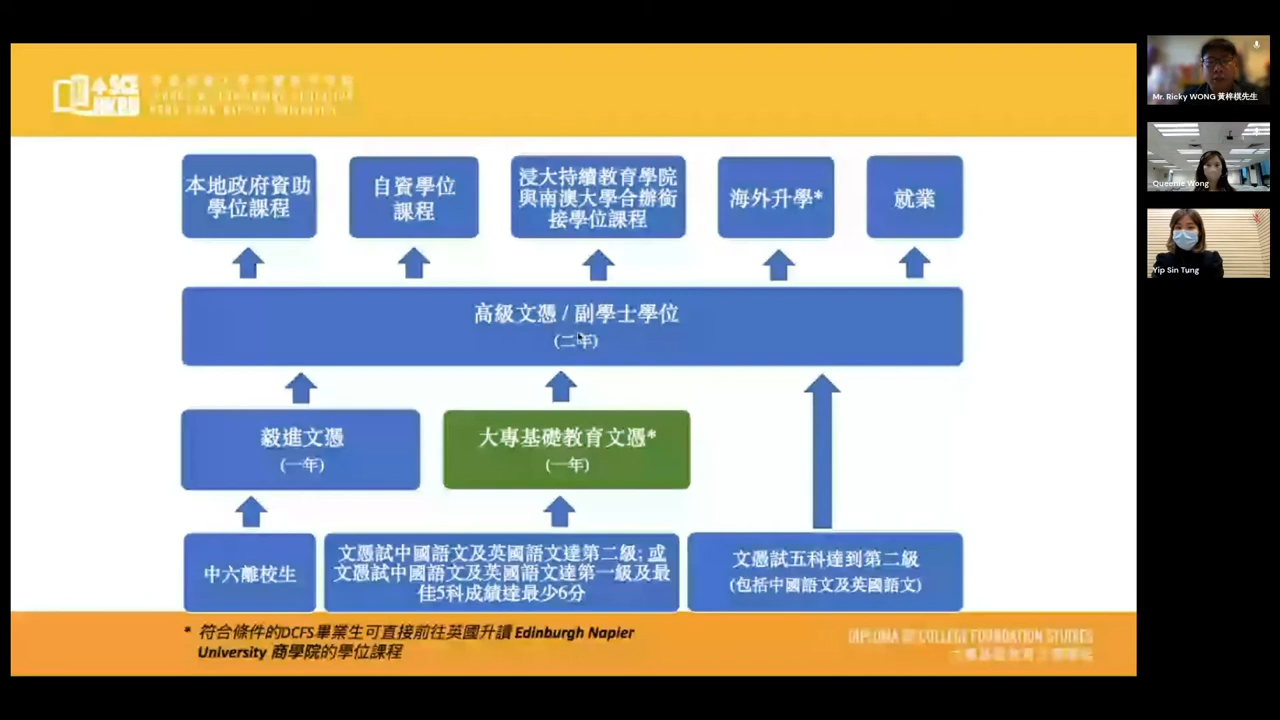 SCE
HKBU
本地政府資助
學位課程
自資學位
課程
浸大持續教育學院
與南澳大學合辦銜
接學位課程
海外升學*
就業
高級文憑 / 副學士學位
(二年)
毅進文憑
(一年)
大專基礎教育文憑*
(一年)
中六離校生
文憑試中國語文及英國語文達第二級; 或
文憑試中國語文及英國語文達第一級及最
佳5科成績達最少6分
文憑試五科達到第二級
(包括中國語文及英國語文)
* 符合條件的DCFS畢業生可直接前往英國升讀 Edinburgh Napier
University 商學院的學位課程
DIPLOMA OF COLLEGE FOUNDATION STUDIES
Mr. Ricky WONG 黃梓棋先生
Queenie Wong
Yip Sin Tung